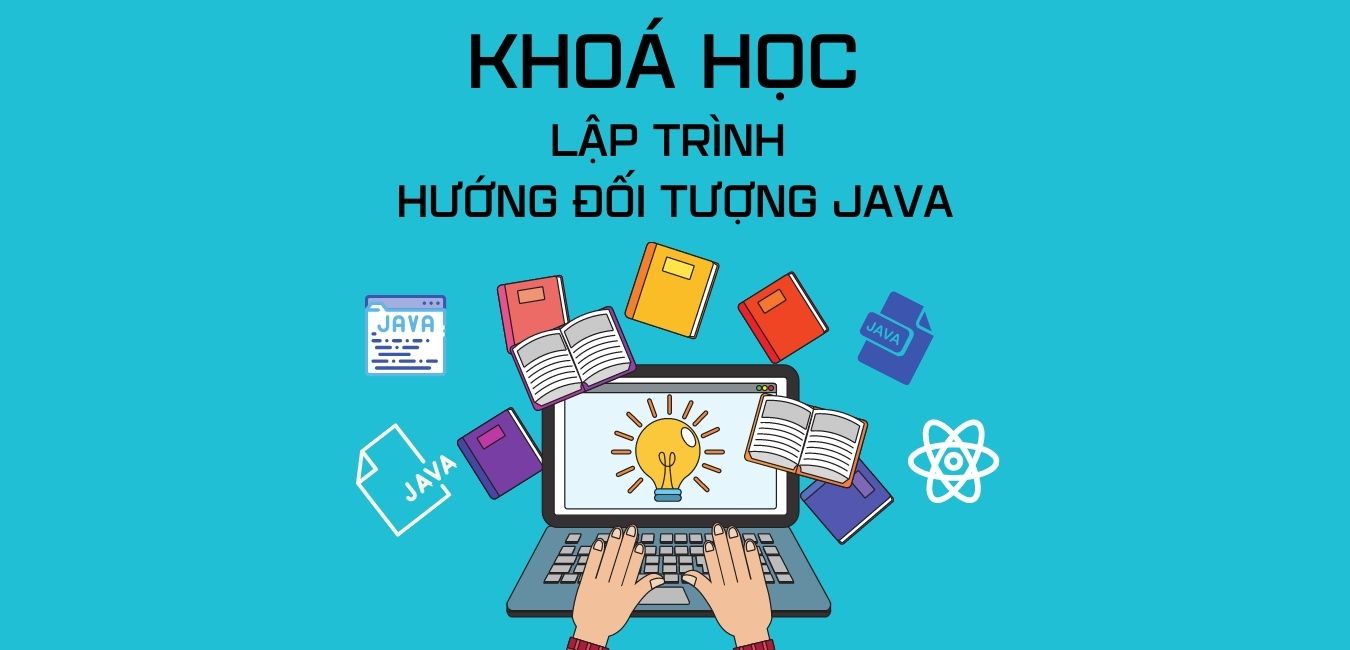 KHOÁ HỌC
LẬP TRÌNH
HƯỚNG ĐỐI TƯỢNG JAVA
JAVA
JAVA
JAVA